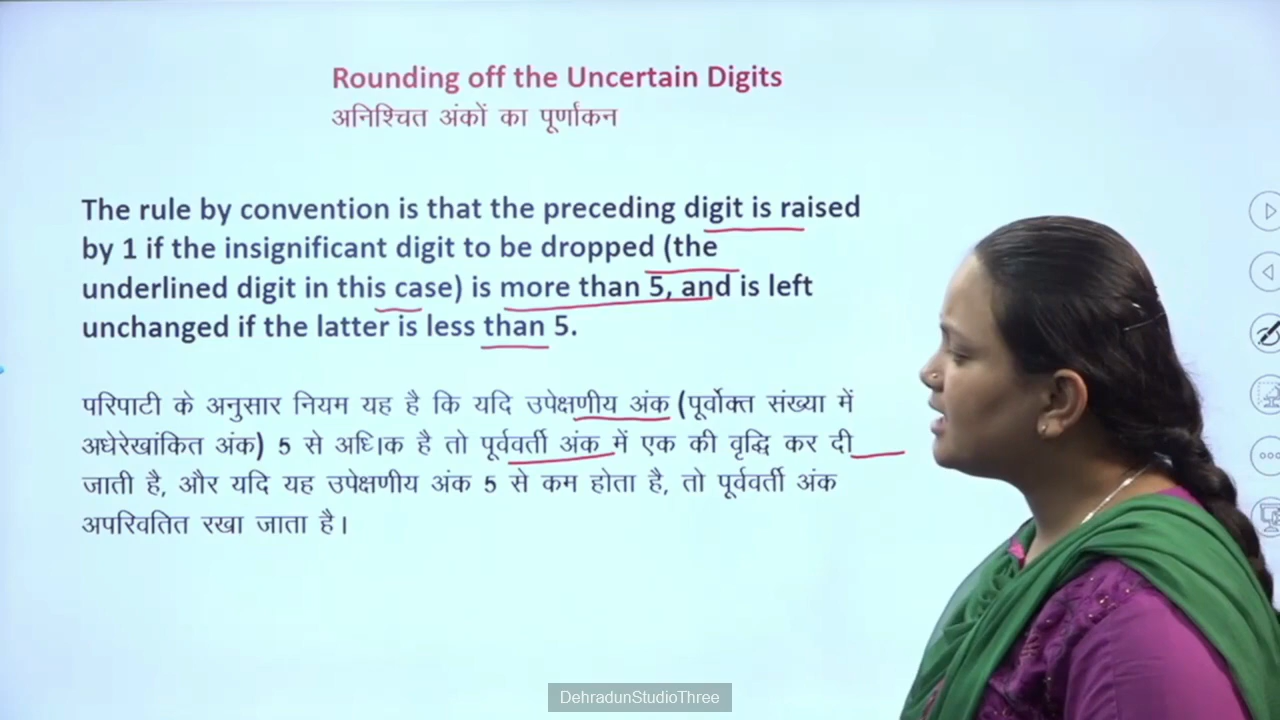 Rounding off the Uncertain Digits
अनिश्चित अंकों का पूर्णांकन
The rule by convention is that the preceding digit is raised
by 1 if the insignificant digit to be dropped (the
underlined digit in this case) is more than 5, and is left
unchanged if the latter is less than 5.
परिपाटी के अनुसार नियम यह है कि यदि उपेक्षणीय अंक (पूर्वोक्त संख्या में
अधेरेखांकित अंक) 5 से अधिक है तो पूर्ववर्ती अंक में एक की वृद्धि कर दी
जाती है, और यदि यह उपेक्षणीय अंक 5 से कम होता है, तो पूर्ववर्ती अंक
अपरिवतित रखा जाता है।
DehradunStudioThree